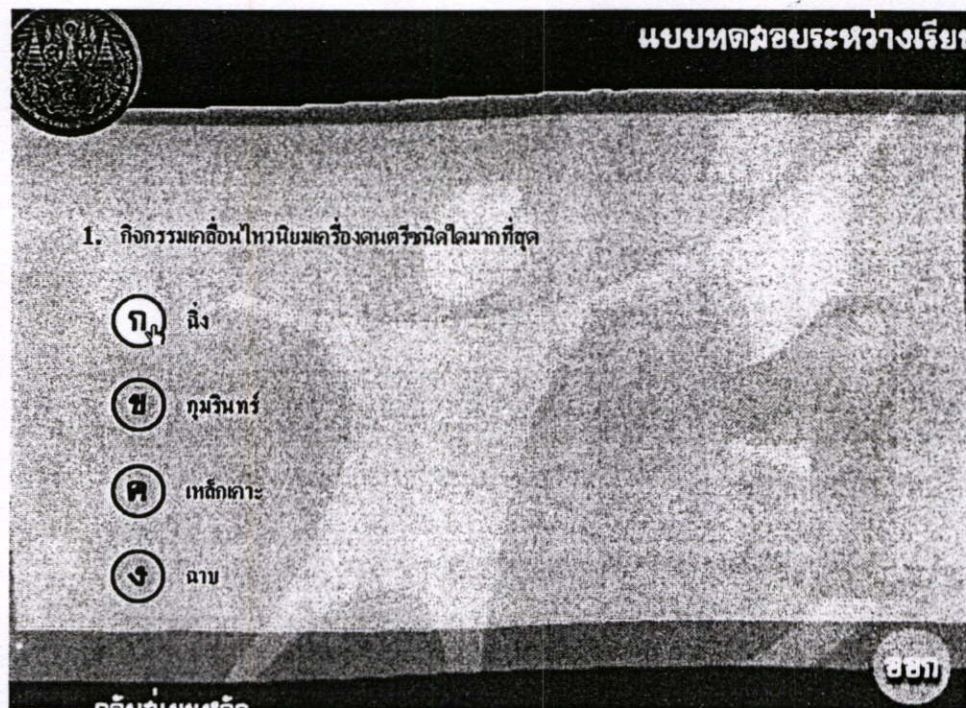 แบบทดสอบระหว่างเรียน
1. กิจกรรมเคลื่อนไหวนิยมเครื่องดนตรีชนิดใดมากที่สุด
ก ฉิ่ง
ข กุมรินทร์
ค เหล็กเคาะ
ง ฉาบ
ออก